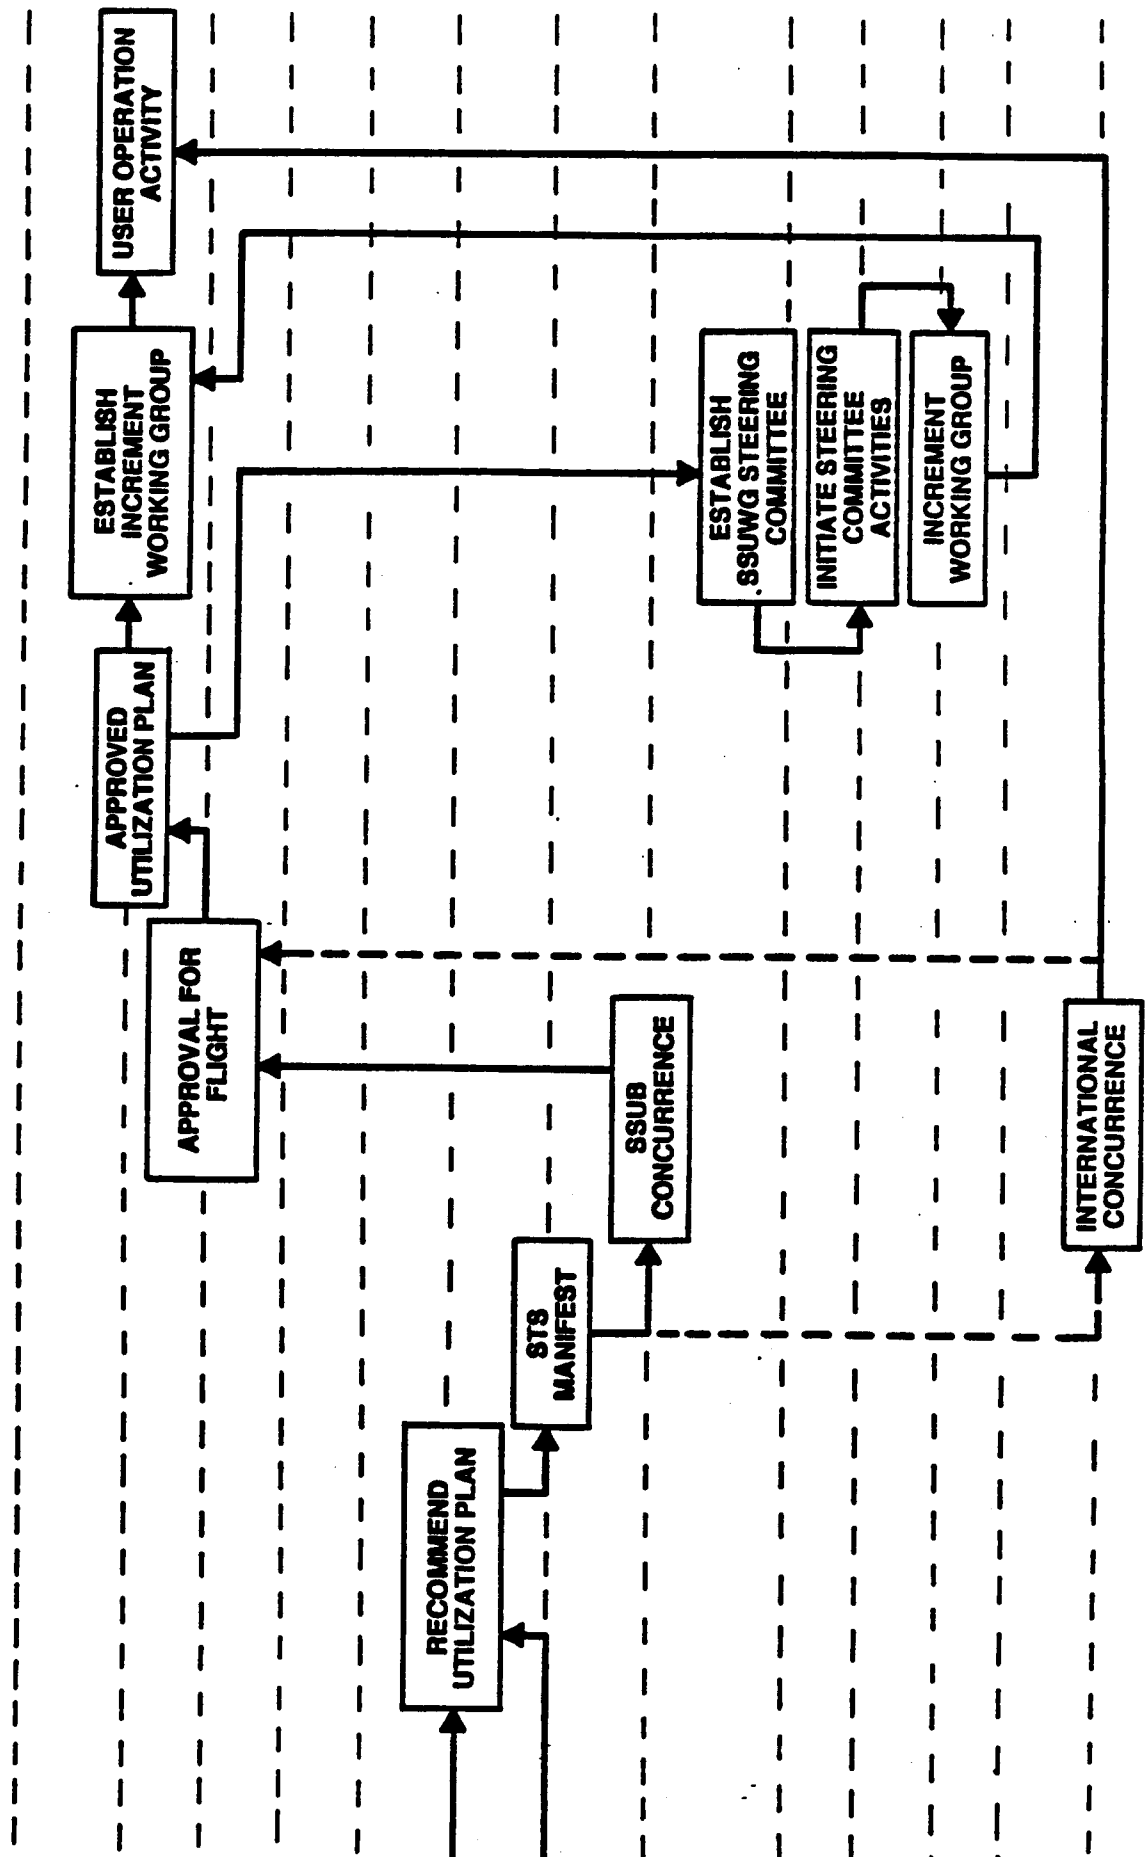 USER OPERATION
ACTIVITY
ESTABLISH
INCREMENT
WORKING GROUP
APPROVED
UTILIZATION PLAN
APPROVAL FOR
FLIGHT
RECOMMEND
UTILIZATION PLAN
STS
MANIFEST
SSUB
CONCURRENCE
ESTABLISH
SSUWG STEERING
COMMITTEE
INITIATE STEERING
COMMITTEE
ACTIVITIES
INCREMENT
WORKING GROUP
INTERNATIONAL
CONCURRENCE